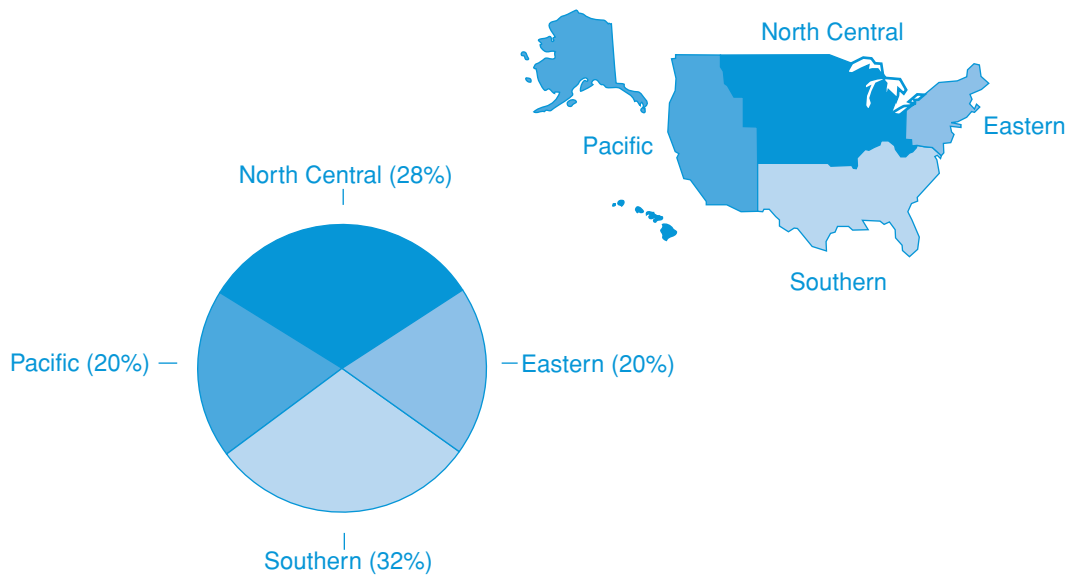 North Central
Eastern
Pacific
Southern
North Central (28%)
Pacific (20%)
Eastern (20%)
Southern (32%)